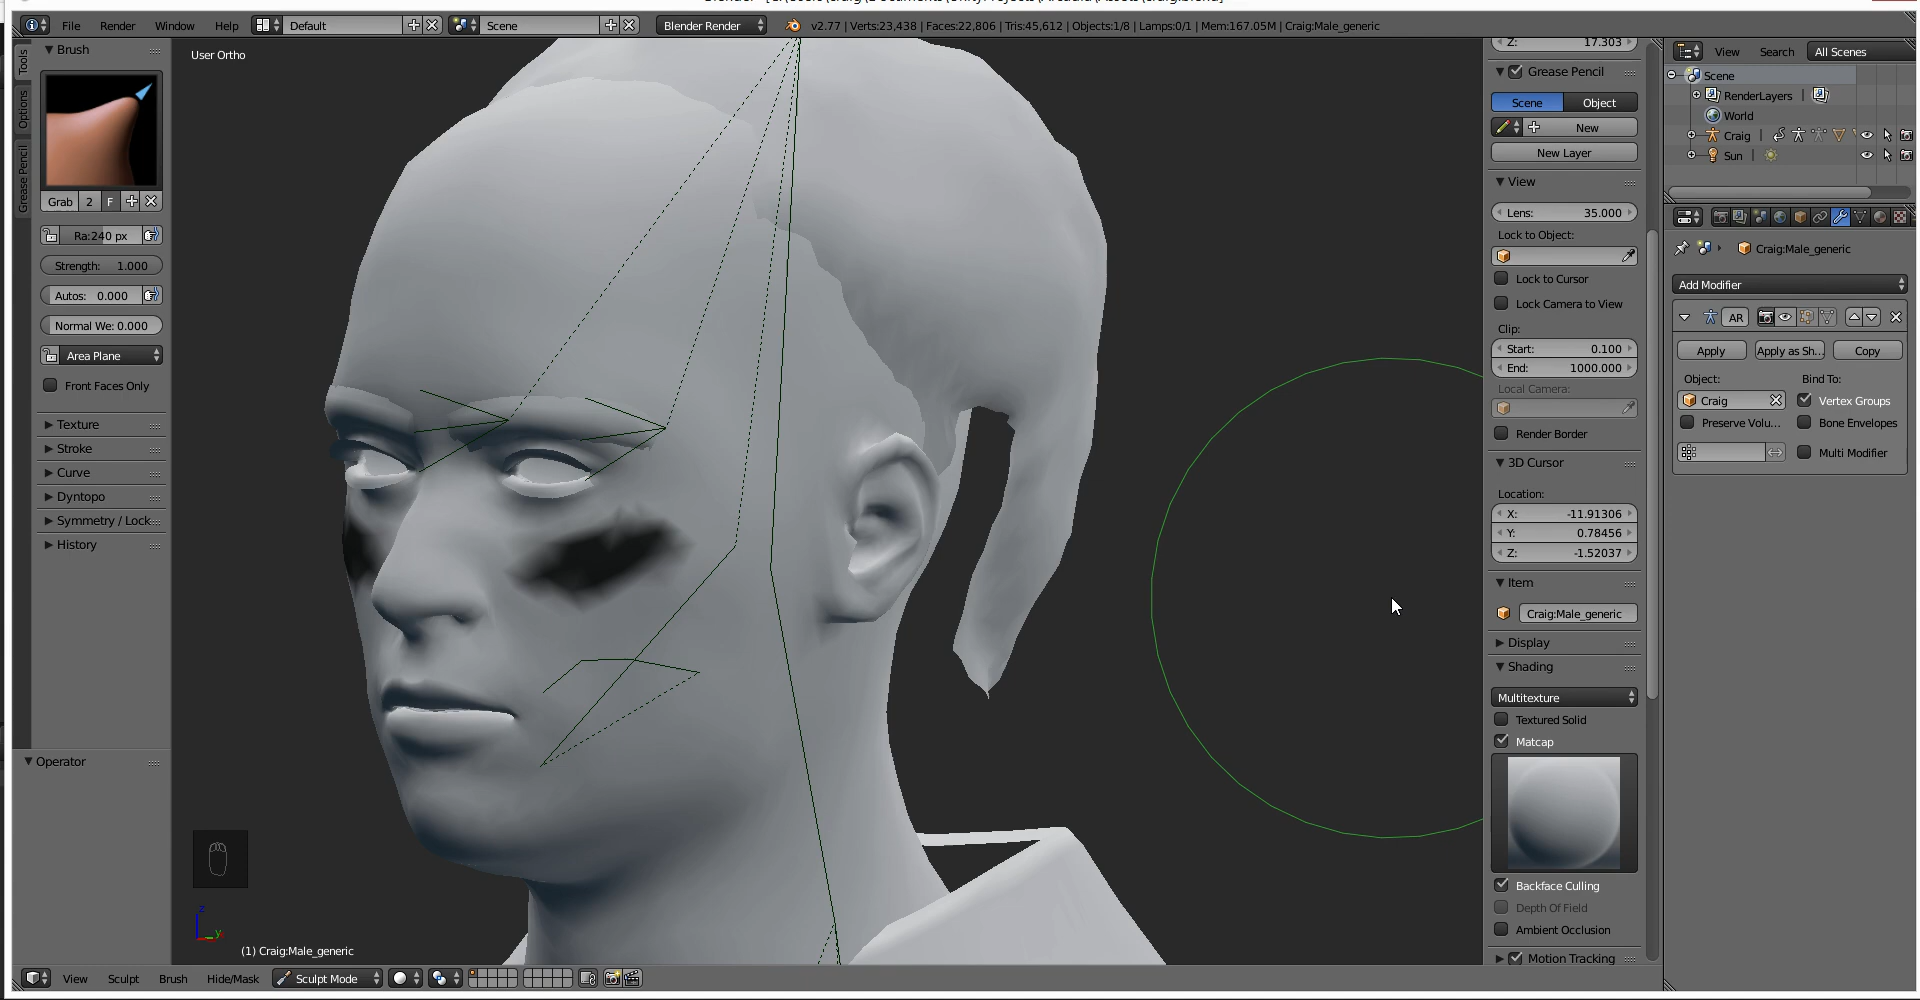 File Render Window Help Default Scene Blender Render v2.77 | Verts:23,438 | Faces:22,806 | Tris:45,612 | Objects:1/8 | Lamps:0/1 | Mem:167.05M | Craig:Male_generic
Tools
Options
Grease Pencil
Brush
Grab 2 F
Ra:240 px
Strength: 1.000
Autos: 0.000
Normal We: 0.000
Area Plane
Front Faces Only
Texture
Stroke
Curve
Dyntopo
Symmetry / Lock
History
Operator
User Ortho
z
y
(1) Craig:Male_generic
View Sculpt Brush Hide/Mask Sculpt Mode
Z: 17.303
Grease Pencil
Scene Object
New
New Layer
View
Lens: 35.000
Lock to Object:
Lock to Cursor
Lock Camera to View
Clip:
Start: 0.100
End: 1000.000
Local Camera:
Render Border
3D Cursor
Location:
X: -11.91306
Y: 0.78456
Z: -1.52037
Item
Craig:Male_generic
Display
Shading
Multitexture
Textured Solid
Matcap
Backface Culling
Depth Of Field
Ambient Occlusion
Motion Tracking
View Search All Scenes
Scene
RenderLayers |
World
Craig |
Sun |
Craig:Male_generic
Add Modifier
AR
Apply Apply as Sh... Copy
Object: Bind To:
Craig Vertex Groups
Preserve Volu... Bone Envelopes
Multi Modifier